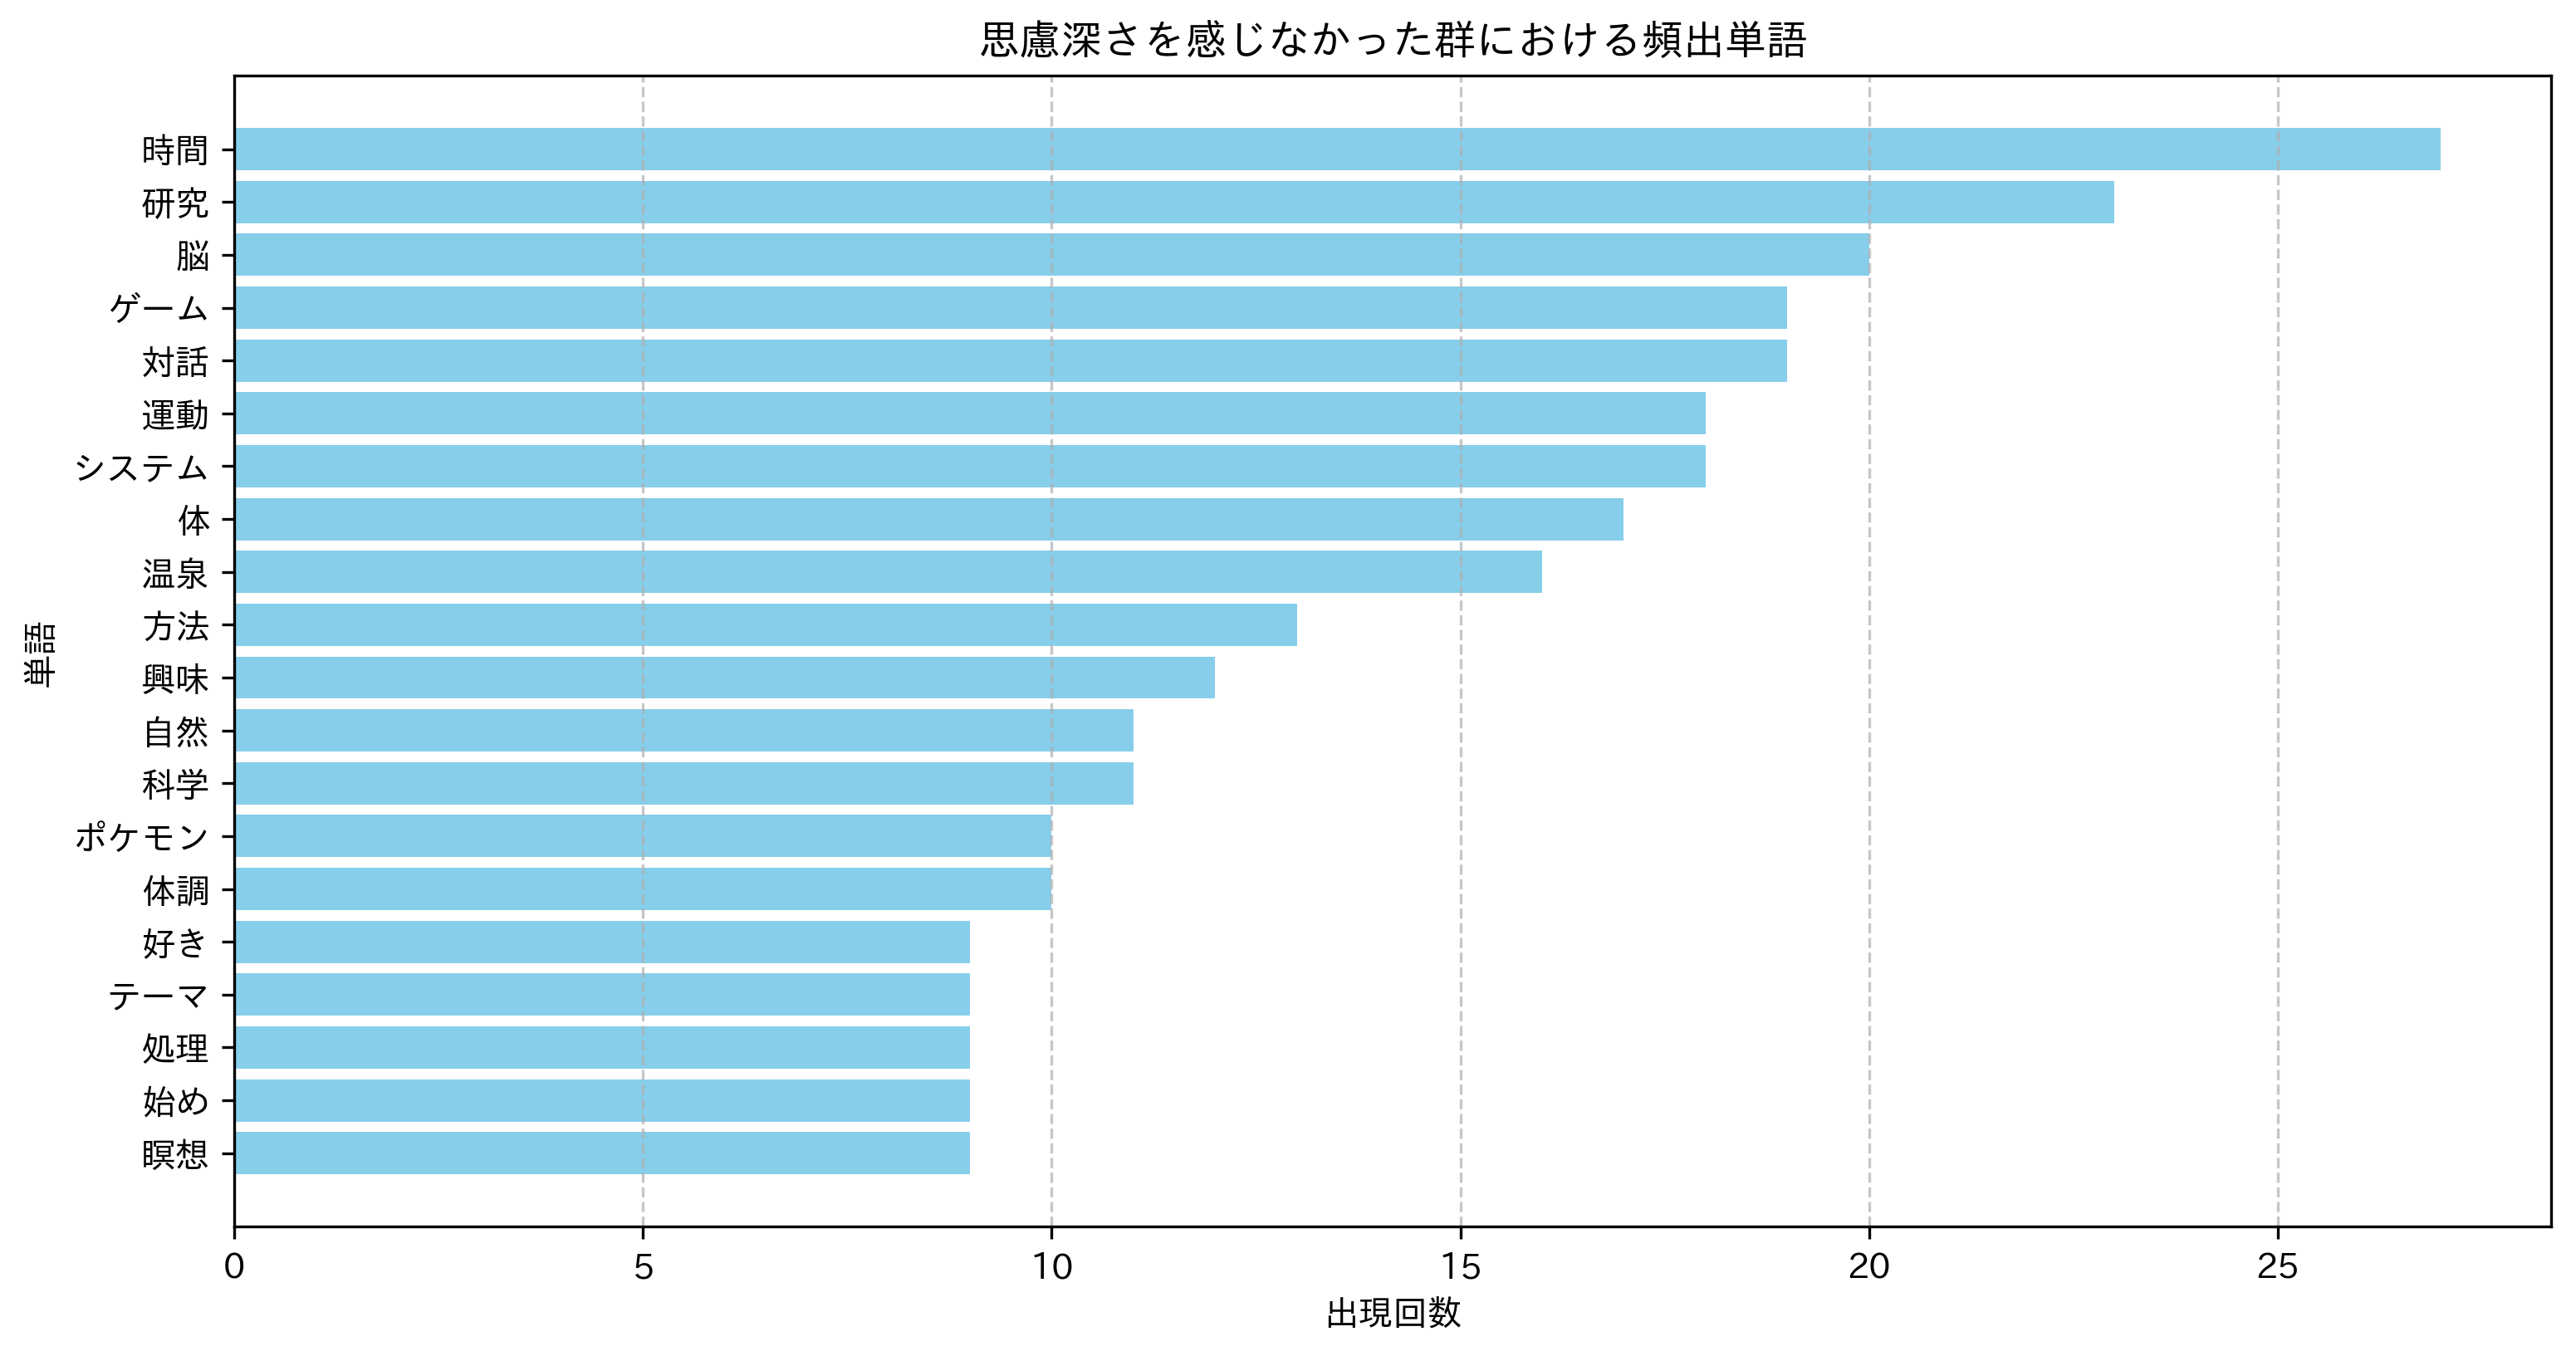 思慮深さを感じなかった群における頻出単語
単語
時間
研究
脳
ゲーム
対話
運動
システム
体
温泉
方法
興味
自然
科学
ポケモン
体調
好き
テーマ
処理
始め
瞑想
0 5 10 15 20 25
出現回数